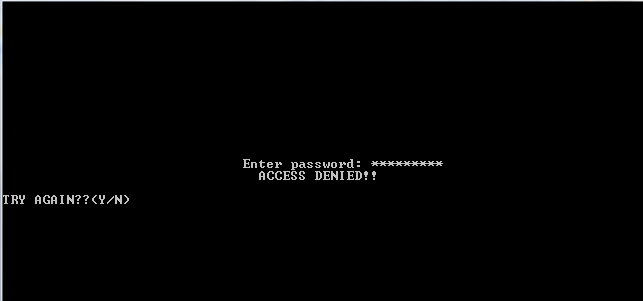 Enter password: *********
ACCESS DENIED!!
TRY AGAIN??(Y/N)